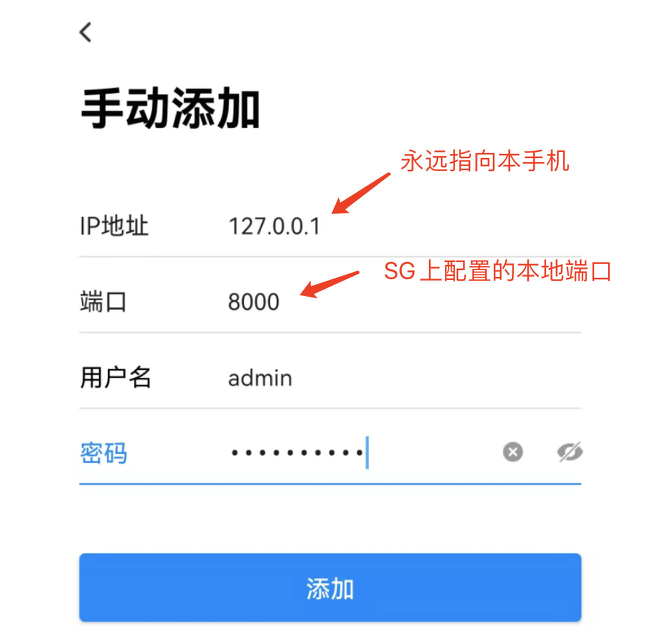 手动添加
永远指向本手机
IP地址 127.0.0.1
SG上配置的本地端口
端口 8000
用户名 admin
密码 ••••••••••
添加